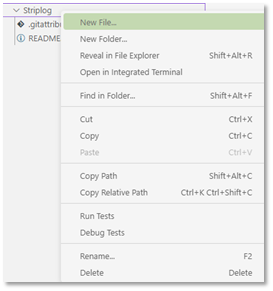 Striplog
.gitattribu
README
New File...
New Folder...
Reveal in File Explorer Shift+Alt+R
Open in Integrated Terminal
Find in Folder... Shift+Alt+F
Cut Ctrl+X
Copy Ctrl+C
Paste Ctrl+V
Copy Path Shift+Alt+C
Copy Relative Path Ctrl+K Ctrl+Shift+C
Run Tests
Debug Tests
Rename... F2
Delete Delete